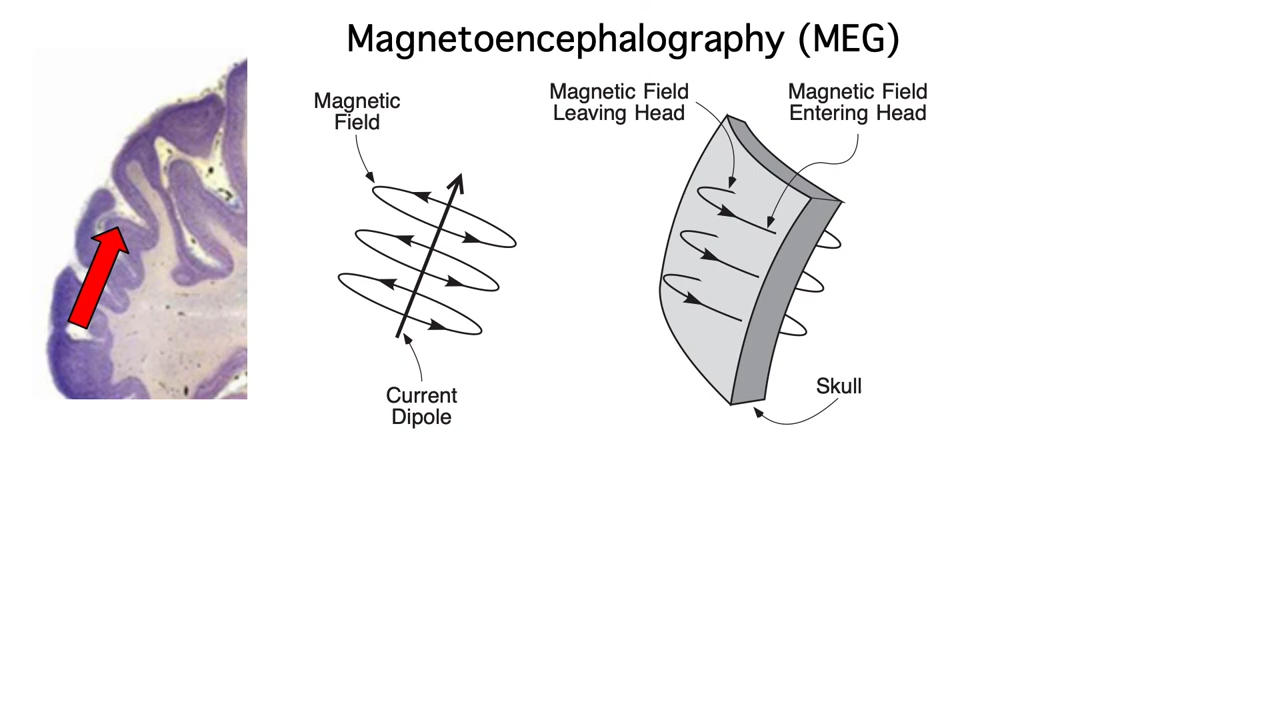 Magnetoencephalography (MEG)
Magnetic
Field
Magnetic Field
Leaving Head
Magnetic Field
Entering Head
Current
Dipole
Skull